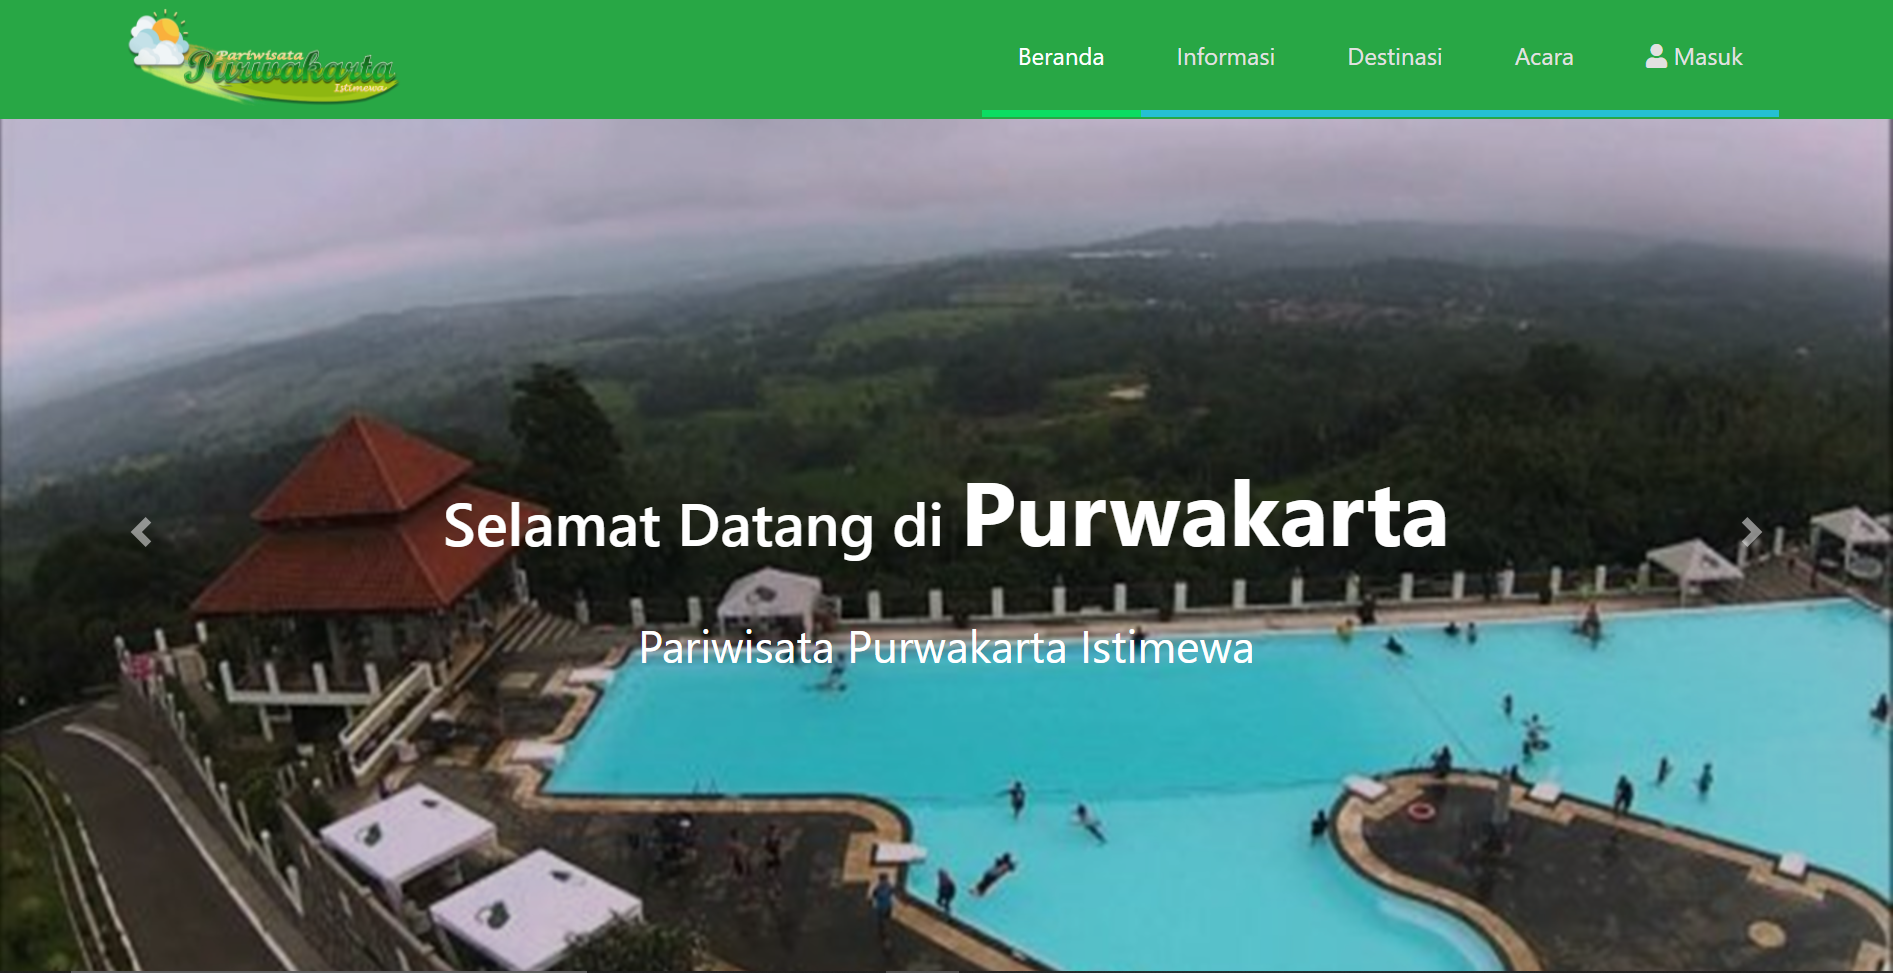 Pariwisata
Purwakarta
Istimewa
Beranda
Informasi
Destinasi
Acara
Masuk
Selamat Datang di Purwakarta
Pariwisata Purwakarta Istimewa